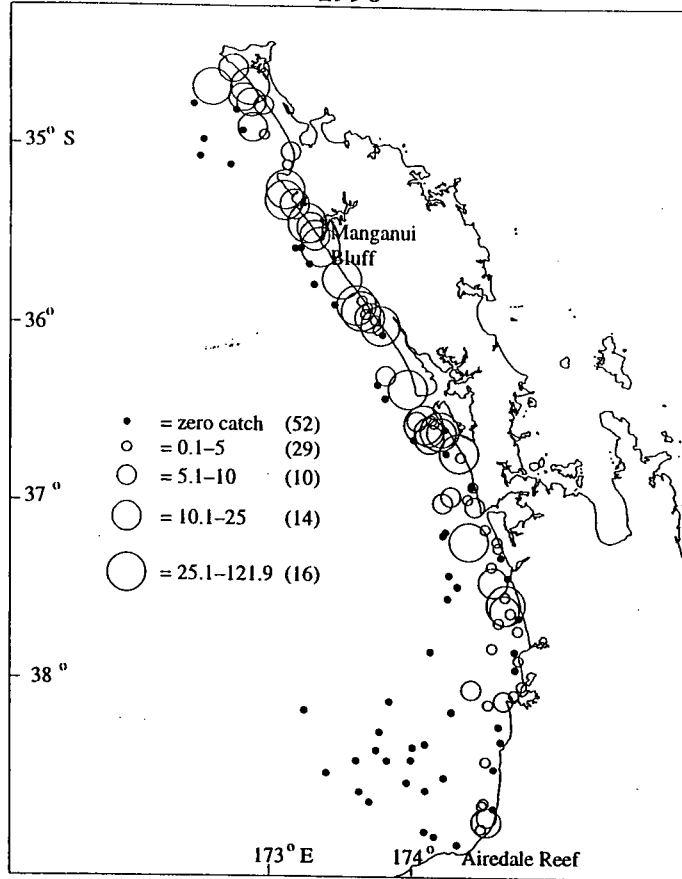 35° S
Manganui
Bluff
36°
= zero catch (52)
= 0.1–5 (29)
= 5.1–10 (10)
37°
= 10.1–25 (14)
= 25.1–121.9 (16)
38°
173° E
174°
Airedale Reef